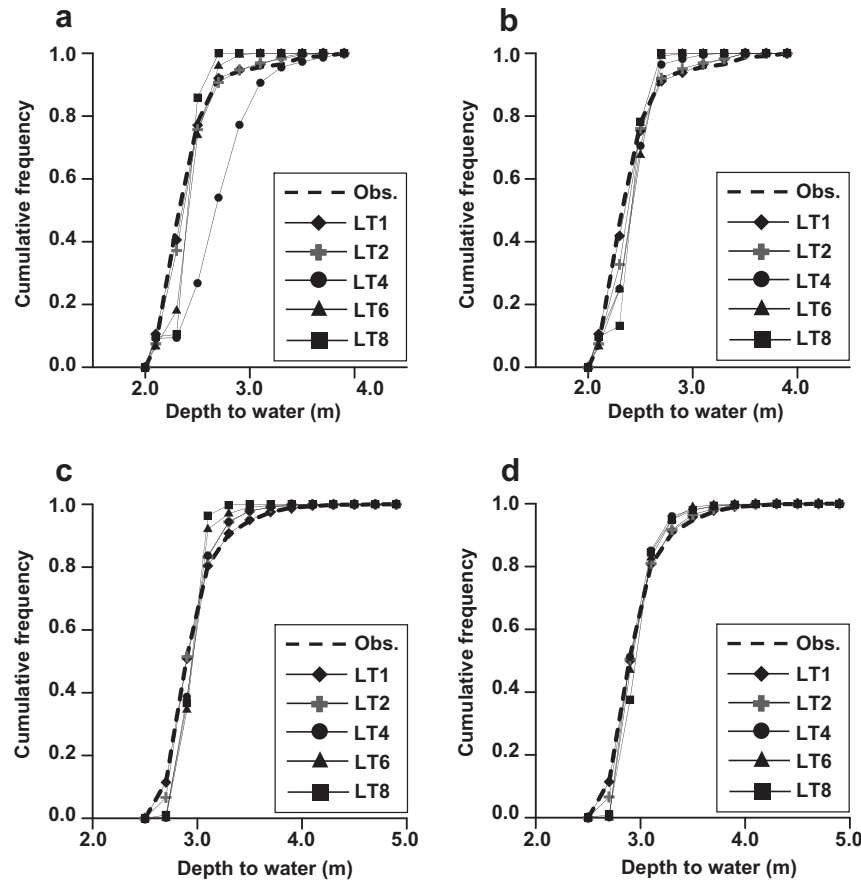 a
1.0
0.8
0.6
0.4
0.2
0.0
Cumulative frequency
Obs.
LT1
LT2
LT4
LT6
LT8
2.0 3.0 4.0
Depth to water (m)
b
1.0
0.8
0.6
0.4
0.2
0.0
Cumulative frequency
Obs.
LT1
LT2
LT4
LT6
LT8
2.0 3.0 4.0
Depth to water (m)
c
1.0
0.8
0.6
0.4
0.2
0.0
Cumulative frequency
Obs.
LT1
LT2
LT4
LT6
LT8
2.0 3.0 4.0 5.0
Depth to water (m)
d
1.0
0.8
0.6
0.4
0.2
0.0
Cumulative frequency
Obs.
LT1
LT2
LT4
LT6
LT8
2.0 3.0 4.0 5.0
Depth to water (m)